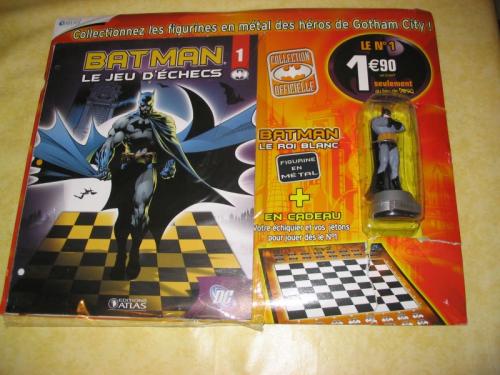 Collectionnez les figurines en métal des héros de Gotham City !
BATMAN 1
LE JEU D'ÉCHECS
COLLECTION
OFFICIELLE
LE N° 1
1€90
seulement
BATMAN
LE ROI BLANC
FIGURINE EN
MÉTAL
+
EN CADEAU
Votre échiquier et vos jetons
pour jouer dès le N°1
EDITIONS
ATLAS
DC